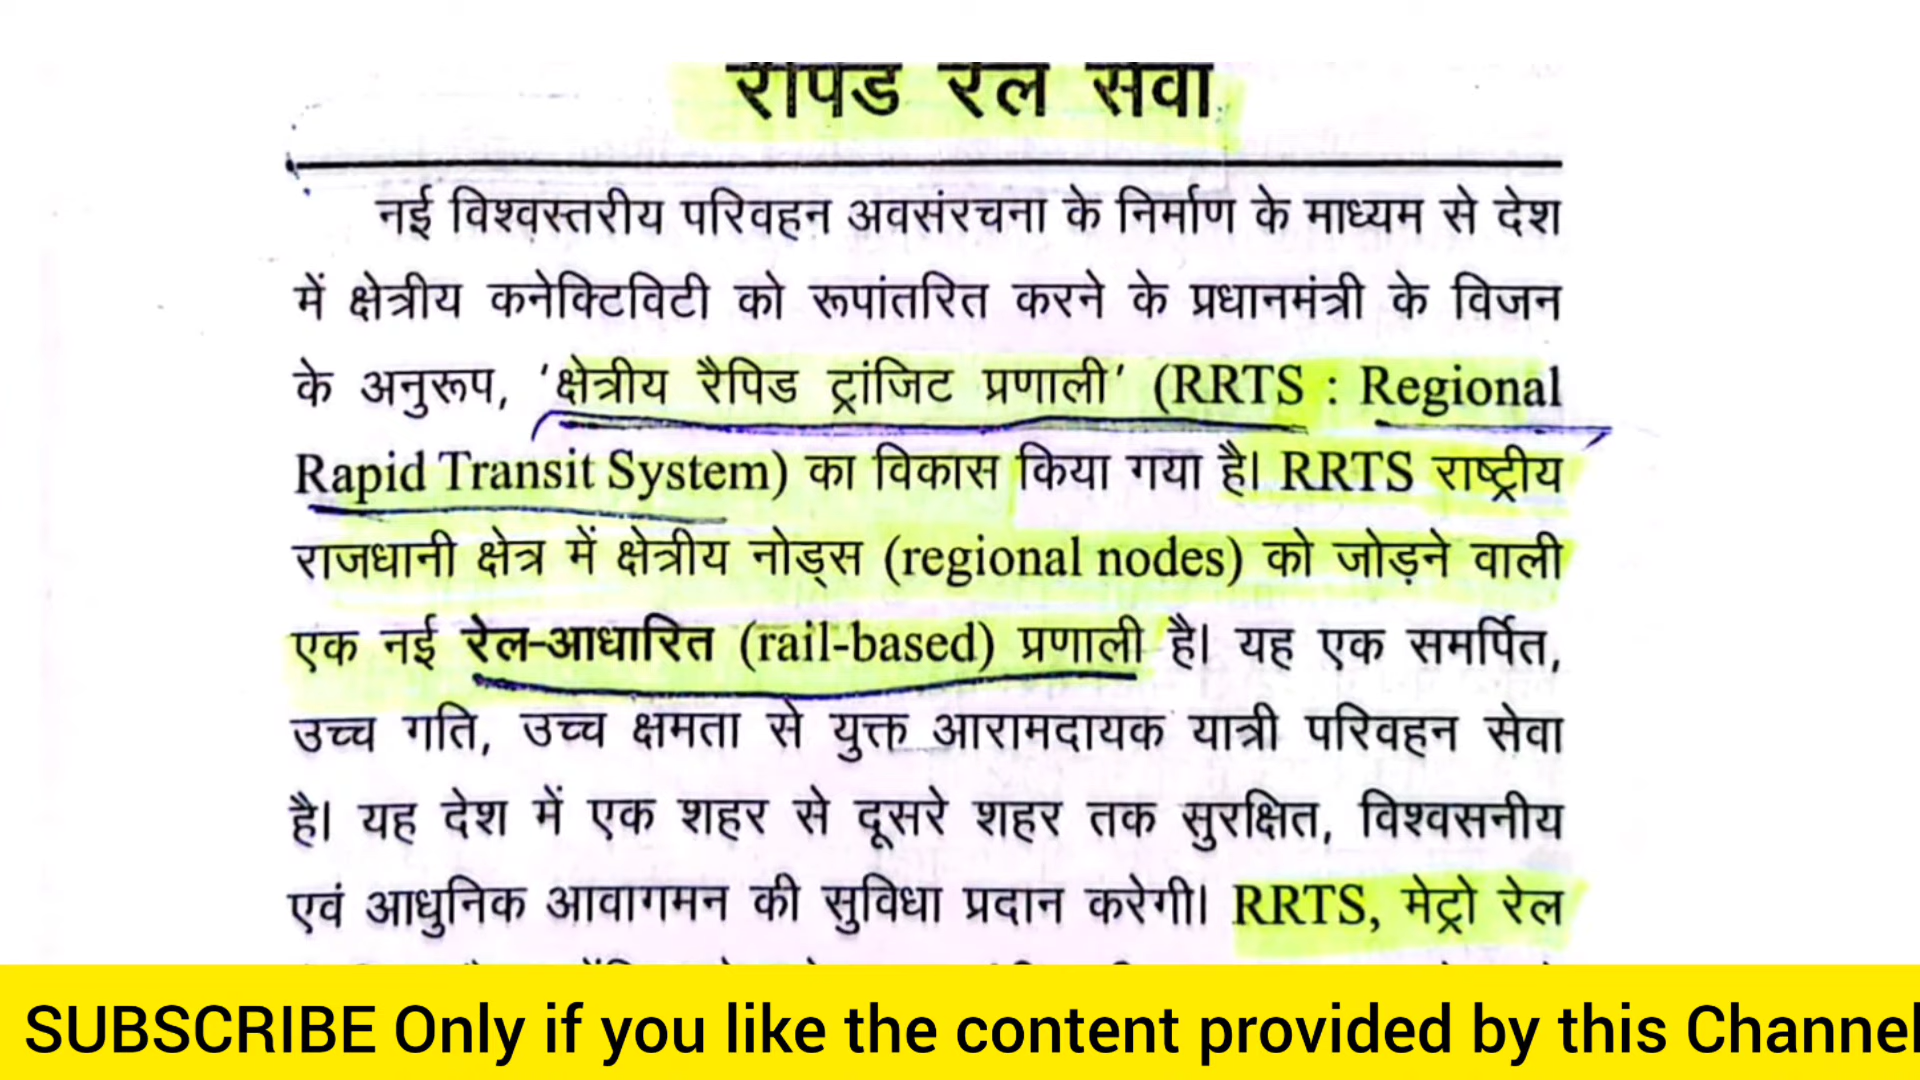 रैपिड रेल सेवा
नई विश्वस्तरीय परिवहन अवसंरचना के निर्माण के माध्यम से देश
में क्षेत्रीय कनेक्टिविटी को रूपांतरित करने के प्रधानमंत्री के विजन
के अनुरूप, 'क्षेत्रीय रैपिड ट्रांजिट प्रणाली' (RRTS : Regional
Rapid Transit System) का विकास किया गया है। RRTS राष्ट्रीय
राजधानी क्षेत्र में क्षेत्रीय नोड्स (regional nodes) को जोड़ने वाली
एक नई रेल-आधारित (rail-based) प्रणाली है। यह एक समर्पित,
उच्च गति, उच्च क्षमता से युक्त आरामदायक यात्री परिवहन सेवा
है। यह देश में एक शहर से दूसरे शहर तक सुरक्षित, विश्वसनीय
एवं आधुनिक आवागमन की सुविधा प्रदान करेगी। RRTS, मेट्रो रेल
SUBSCRIBE Only if you like the content provided by this Channel